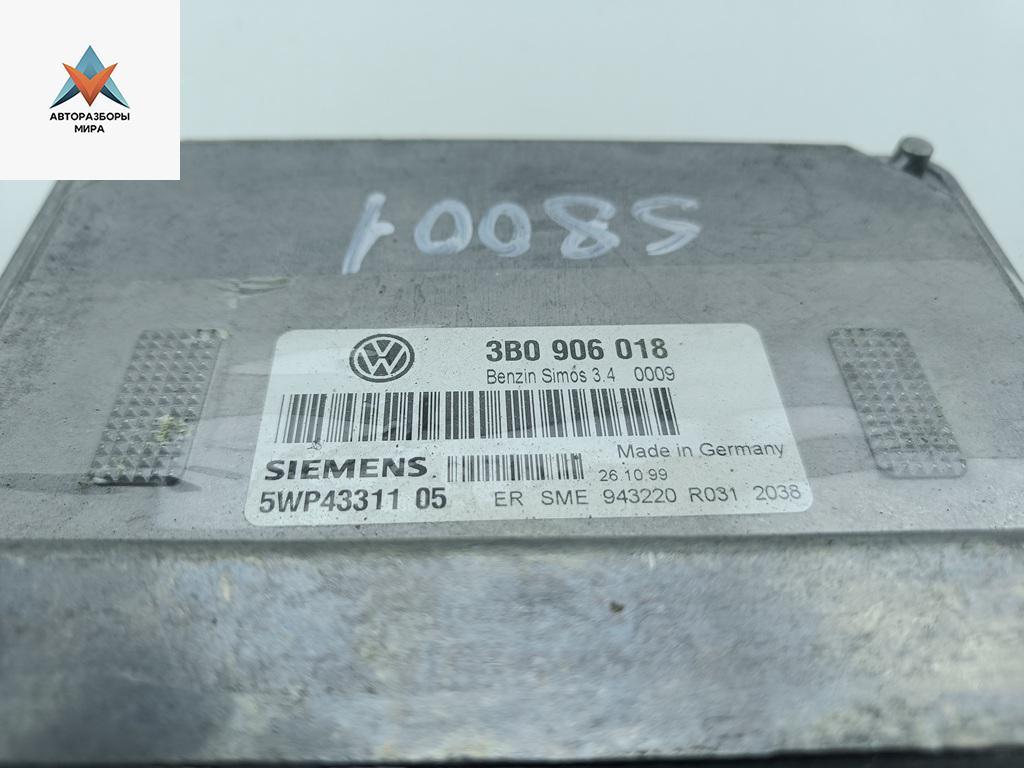 АВТОРАЗБОРЫ
МИРА
58001
3B0 906 018
Benzin Simos 3.4 0009
Made in Germany
SIEMENS
26.10.99
5WP43311 05
ER SME 943220 R031 2038